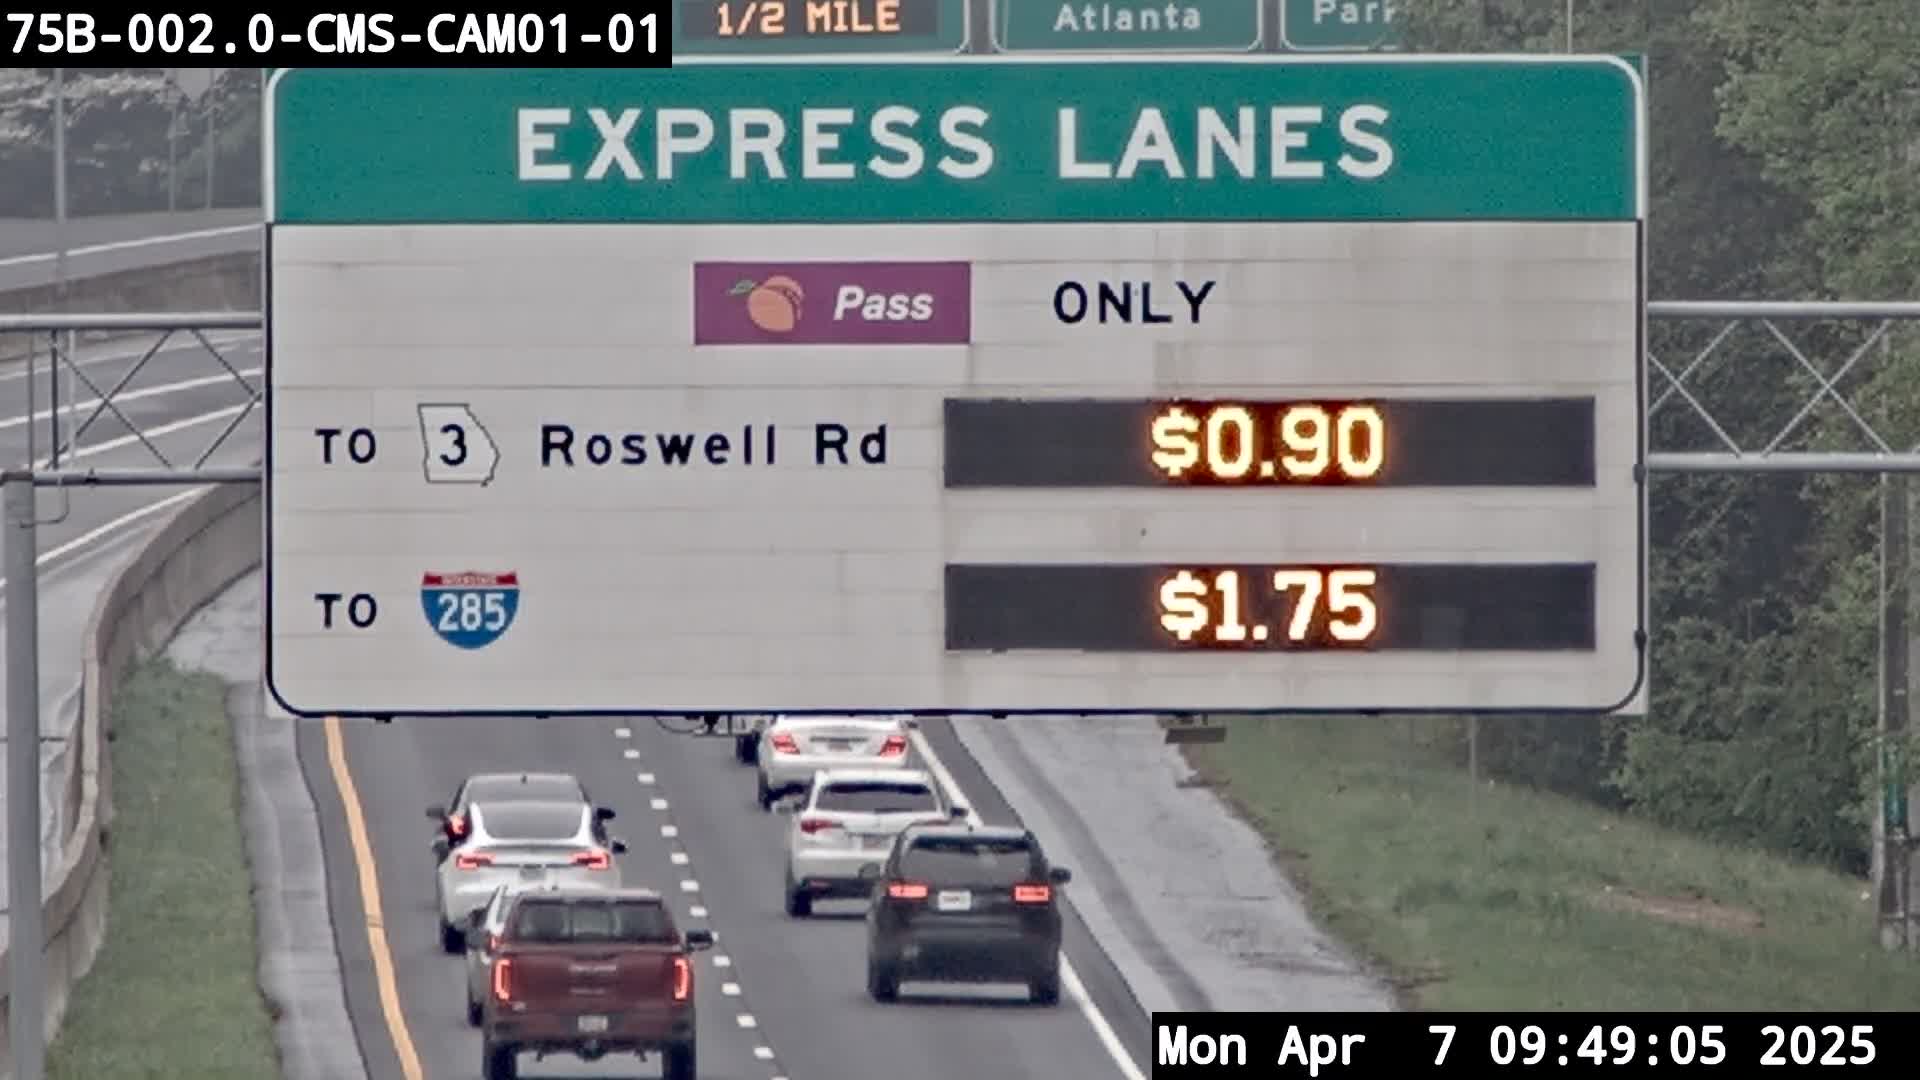 75B-002.0-CMS-CAM01-01
1/2 MILE
Atlanta
EXPRESS LANES
Pass ONLY
TO 3 Roswell Rd $0.90
TO 285 $1.75
Mon Apr 7 09:49:05 2025